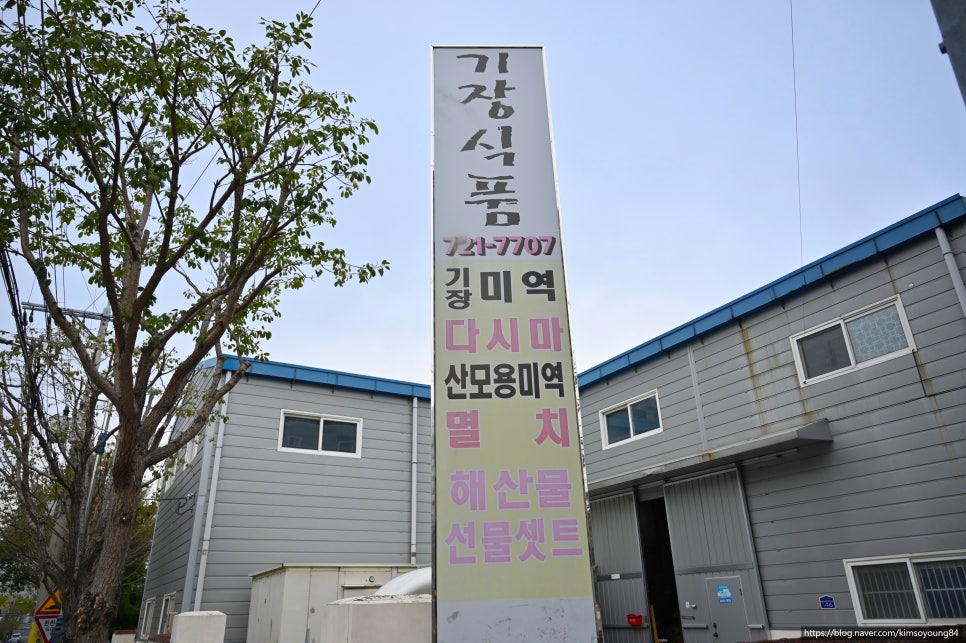 기장식품
721-7707
기장 미역
다시마
산모용미역
멸치
해산물
선물셋트
https://blog.naver.com/kimsoyoung84